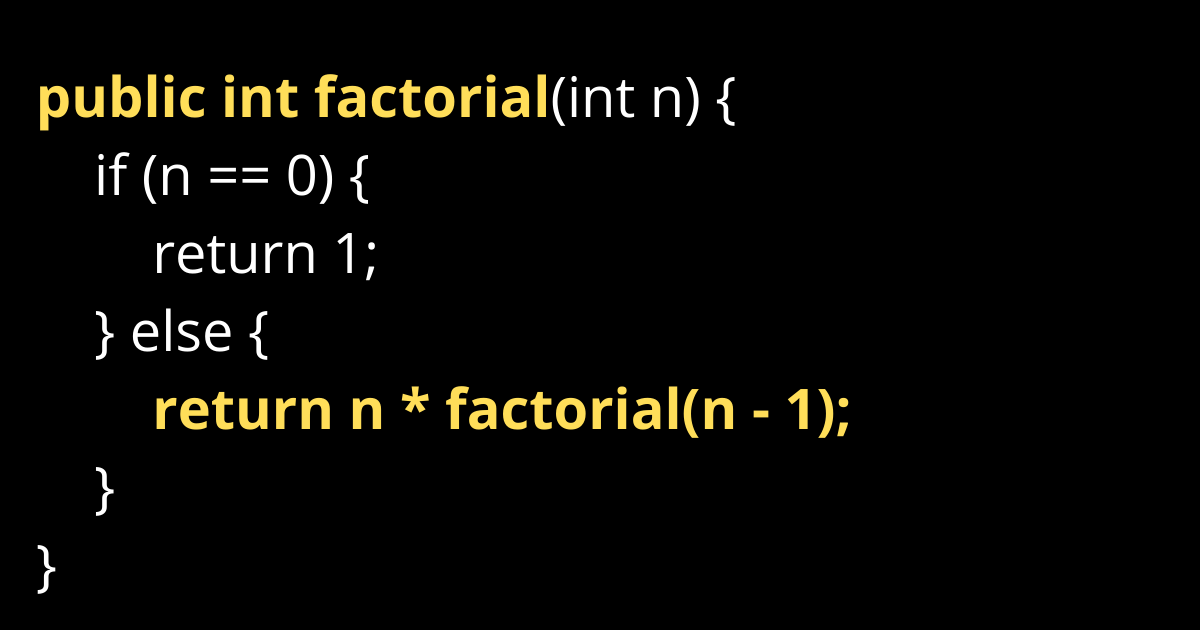 public int factorial(int n) {
if (n == 0) {
return 1;
} else {
return n * factorial(n - 1);
}
}